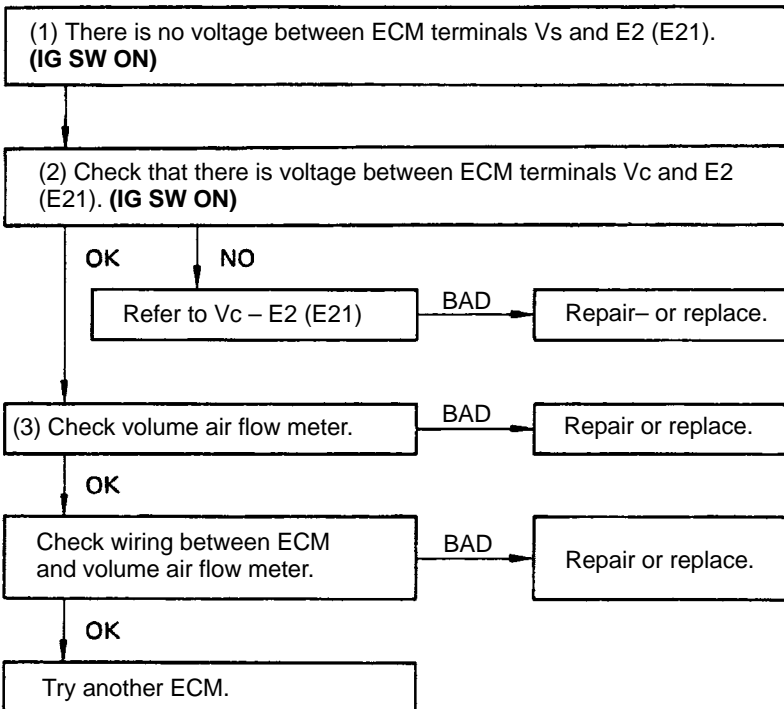 (1) There is no voltage between ECM terminals Vs and E2 (E21).
(IG SW ON)
(2) Check that there is voltage between ECM terminals Vc and E2
(E21). (IG SW ON)
OK
NO
Refer to Vc – E2 (E21)
BAD
Repair– or replace.
(3) Check volume air flow meter.
BAD
Repair or replace.
OK
Check wiring between ECM
and volume air flow meter.
BAD
Repair or replace.
OK
Try another ECM.